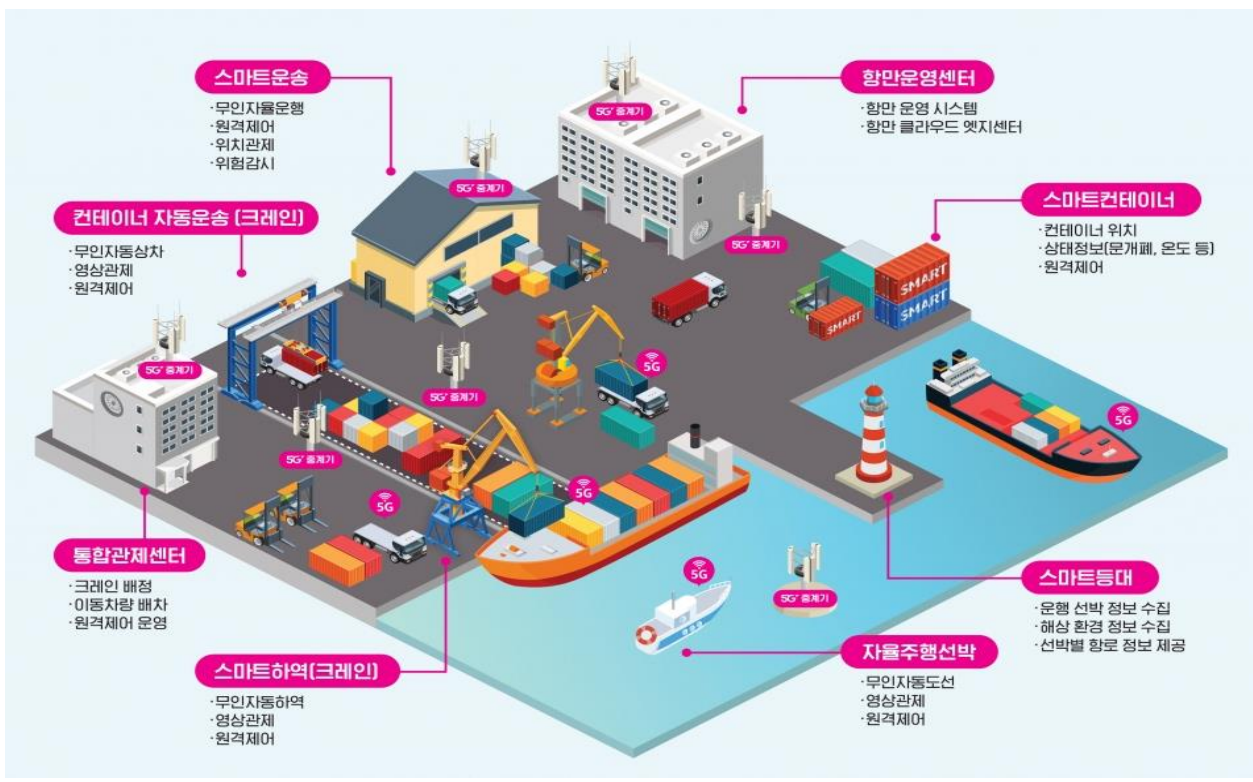 스마트운송
·무인자율운행
·원격제어
·위치관제
·위험감시
항만운영센터
·항만 운영 시스템
·항만 클라우드 엣지센터
컨테이너 자동운송 (크레인)
·무인자동상차
·영상관제
·원격제어
스마트컨테이너
·컨테이너 위치
·상태정보(문개폐, 온도 등)
·원격제어
5G' 중계기
5G' 중계기
5G' 중계기
SMART
SMART
SMART
5G' 중계기
5G' 중계기
5G
5G
5G' 중계기
5G
5G
통합관제센터
·크레인 배정
·이동차량 배차
·원격제어 운영
5G
5G' 중계기
스마트등대
·운행 선박 정보 수집
·해상 환경 정보 수집
·선박별 항로 정보 제공
스마트하역(크레인)
·무인자동하역
·영상관제
·원격제어
자율주행선박
·무인자동도선
·영상관제
·원격제어